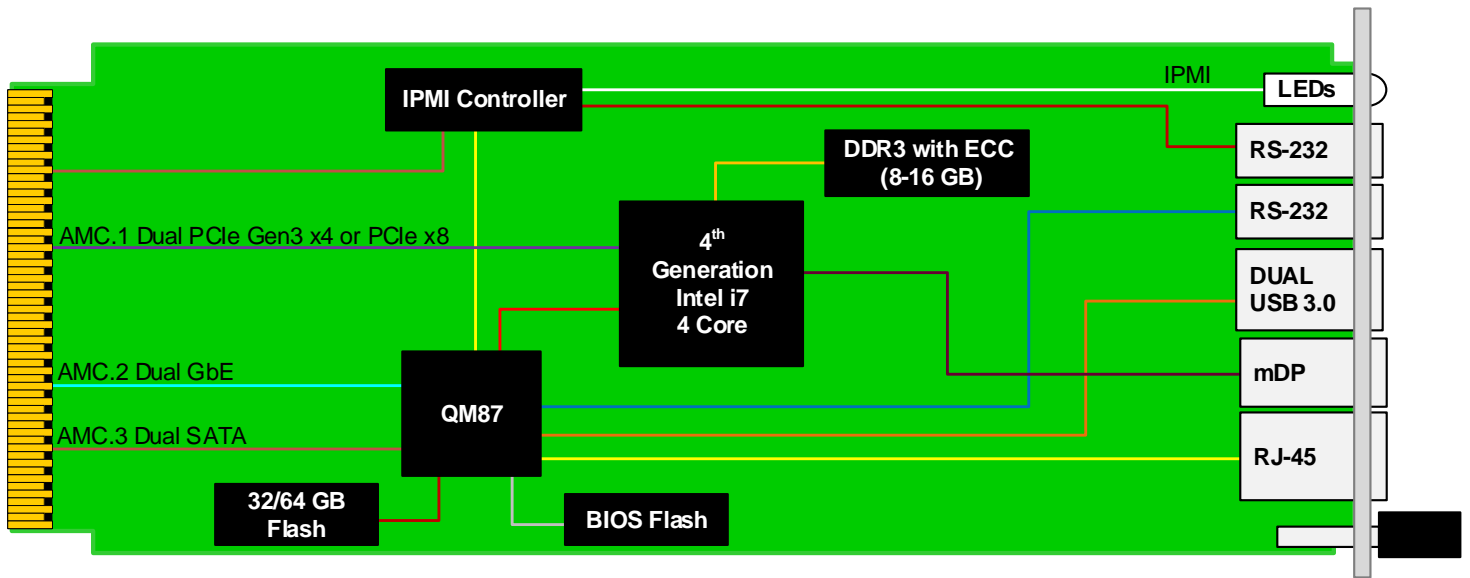 IPMI
LEDs
IPMI Controller
RS-232
DDR3 with ECC
(8-16 GB)
RS-232
AMC.1 Dual PCIe Gen3 x4 or PCIe x8
4th
Generation
Intel i7
4 Core
DUAL
USB 3.0
mDP
AMC.2 Dual GbE
QM87
AMC.3 Dual SATA
RJ-45
32/64 GB
Flash
BIOS Flash